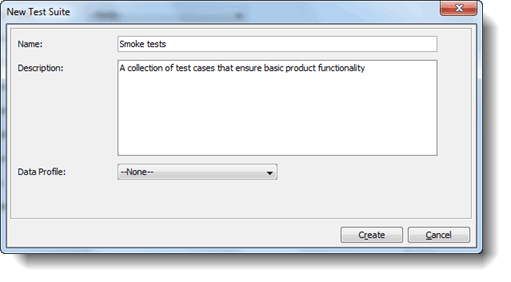 New Test Suite
Name: Smoke tests
Description: A collection of test cases that ensure basic product functionality
Data Profile: --None--
Create Cancel